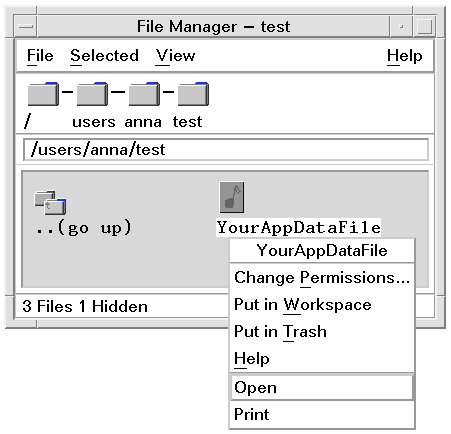 File Manager – test
File Selected View Help
/ users anna test
/users/anna/test
..(go up) YourAppDataFile
YourAppDataFile
Change Permissions...
Put in Workspace
Put in Trash
Help
Open
Print
3 Files 1 Hidden